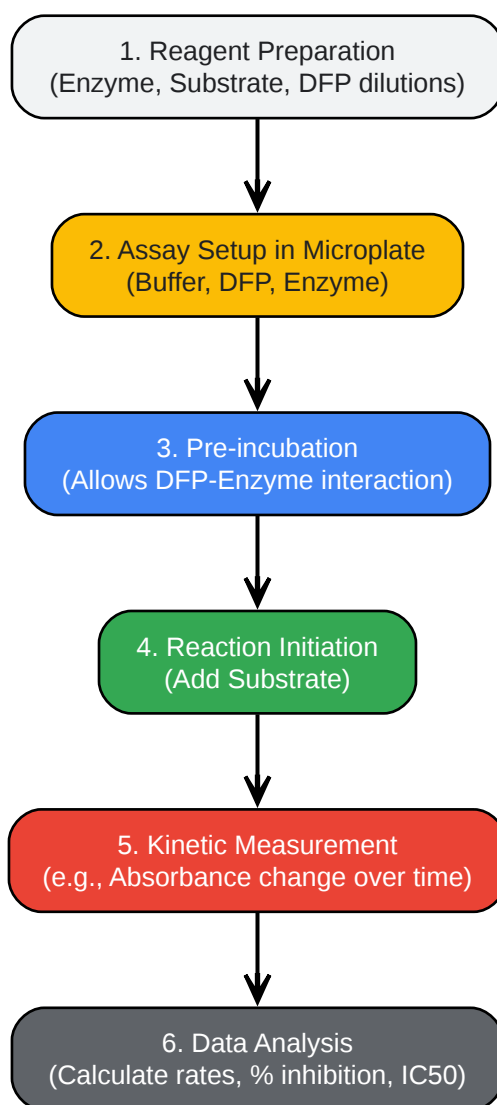 1. Reagent Preparation
(Enzyme, Substrate, DFP dilutions)
2. Assay Setup in Microplate
(Buffer, DFP, Enzyme)
3. Pre-incubation
(Allows DFP-Enzyme interaction)
4. Reaction Initiation
(Add Substrate)
5. Kinetic Measurement
(e.g., Absorbance change over time)
6. Data Analysis
(Calculate rates, % inhibition, IC50)